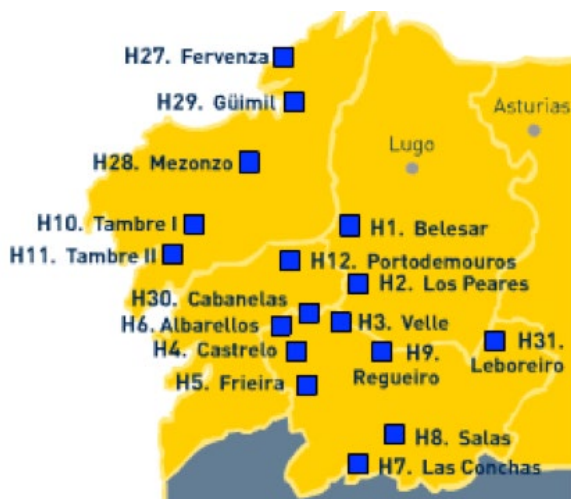 H27. Fervenza
H29. Güimil
Asturias
Lugo
H28. Mezonzo
H10. Tambre I
H1. Belesar
H11. Tambre II
H12. Portodemouros
H2. Los Peares
H30. Cabanelas
H6. Albarellos
H3. Velle
H31.
Leboreiro
H4. Castrelo
H9.
Regueiro
H5. Frieira
H8. Salas
H7. Las Conchas